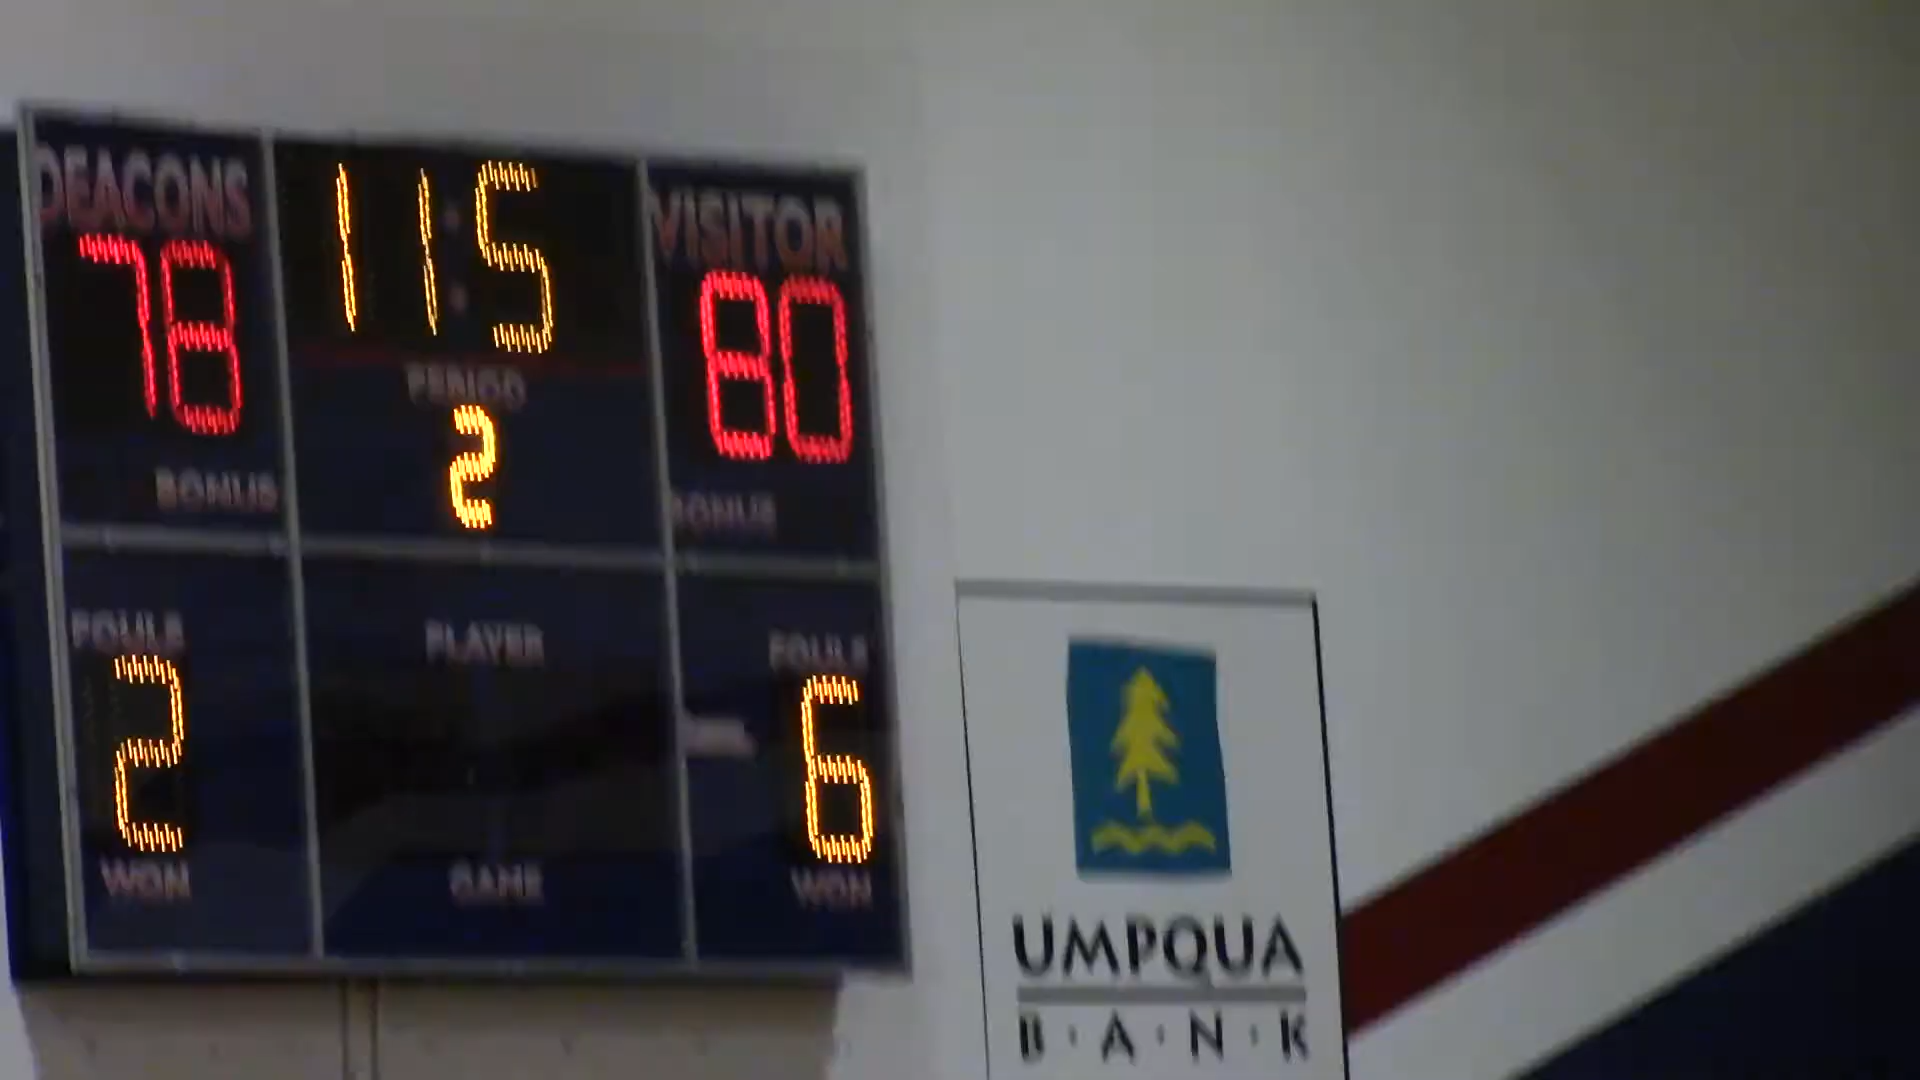 DEACONS 11:5 VISITOR
78 80
PERIOD
2
BONUS BONUS
FOULS PLAYER FOULS
2 6
WON GAME WON
UMPQUA
B·A·N·K